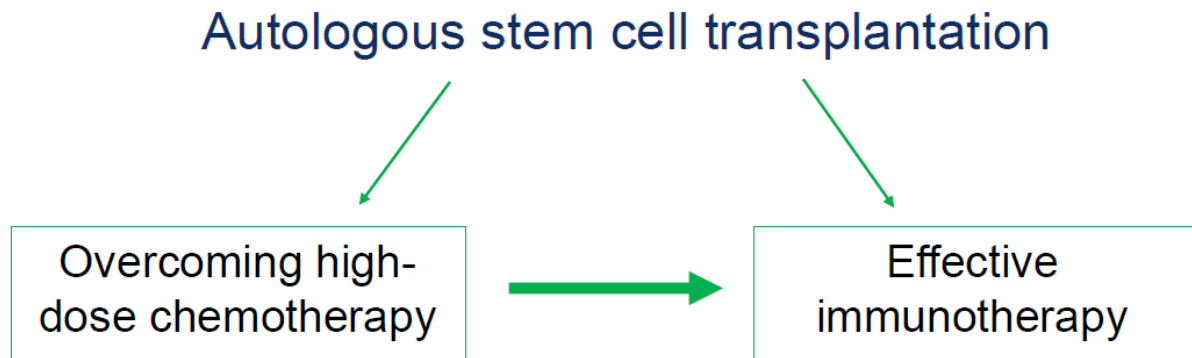 Autologous stem cell transplantation
Overcoming high-
dose chemotherapy
Effective
immunotherapy